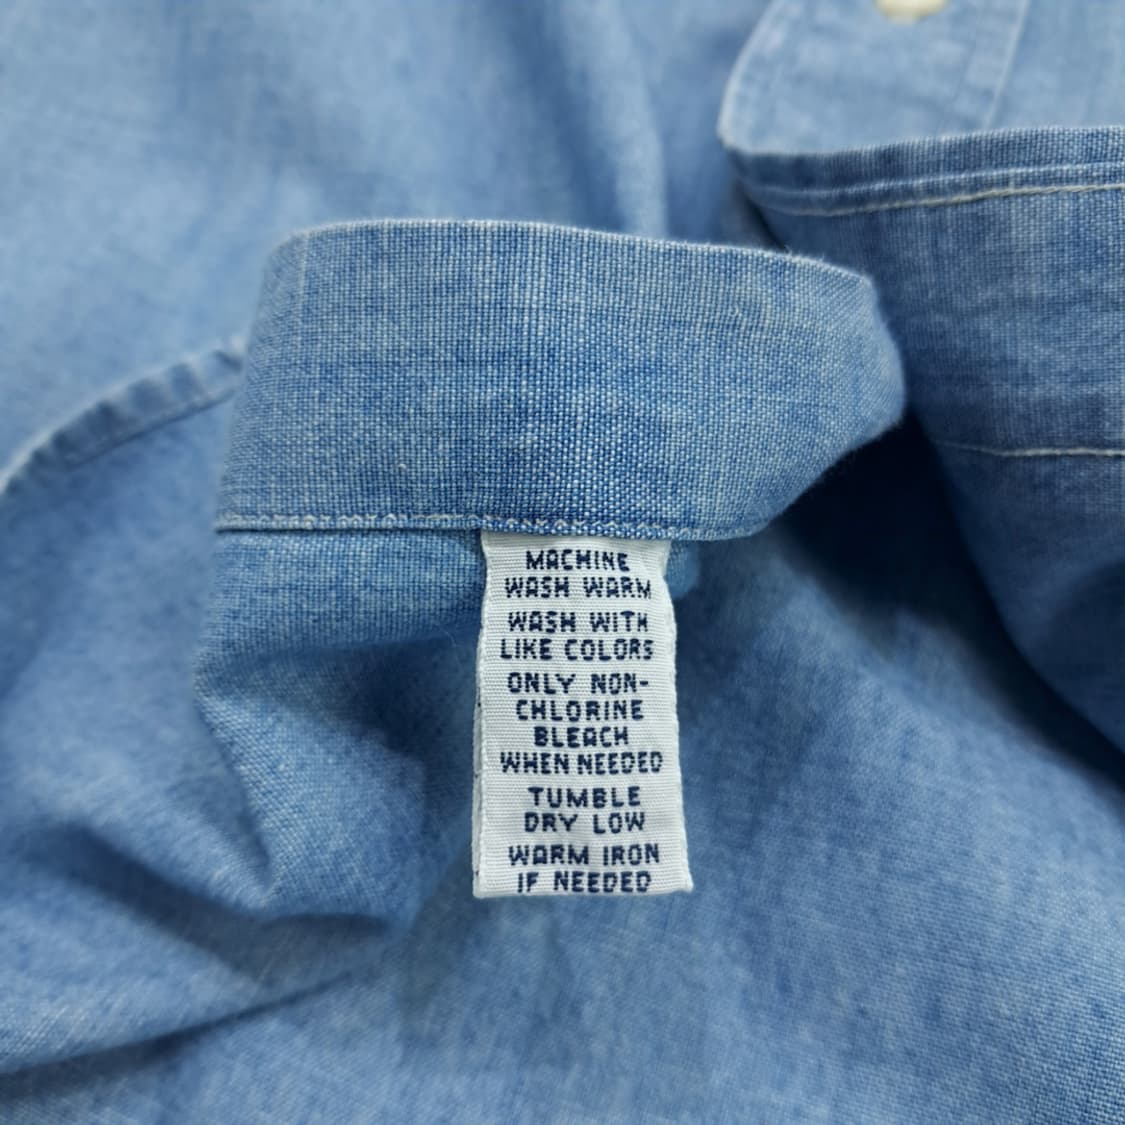 MACHINE
WASH WARM
WASH WITH
LIKE COLORS
ONLY NON-
CHLORINE
BLEACH
WHEN NEEDED
TUMBLE
DRY LOW
WARM IRON
IF NEEDED